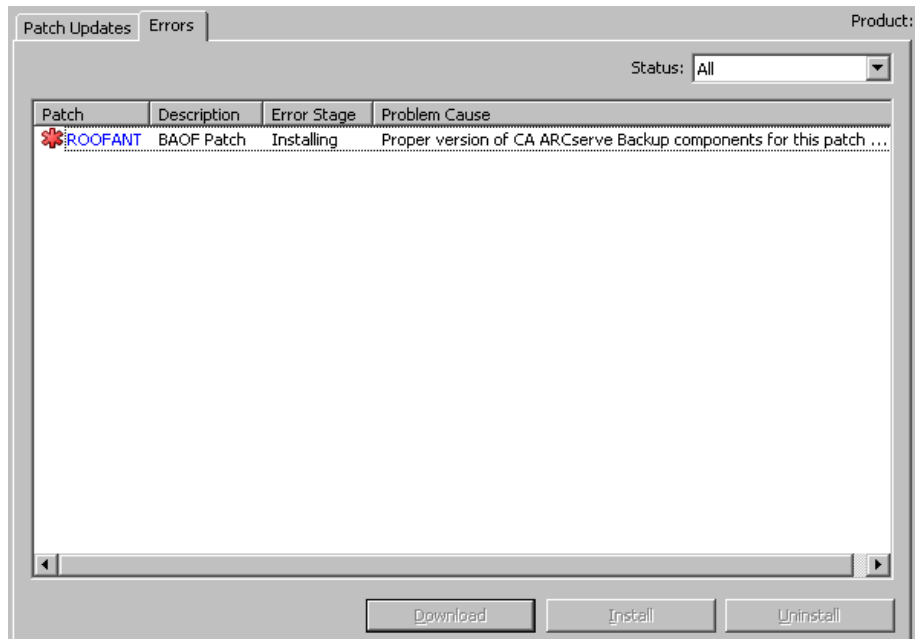 Patch Updates Errors Product:
Status: All
Patch Description Error Stage Problem Cause
ROOFANT BAOF Patch Installing Proper version of CA ARCserve Backup components for this patch ...
Download Install Uninstall